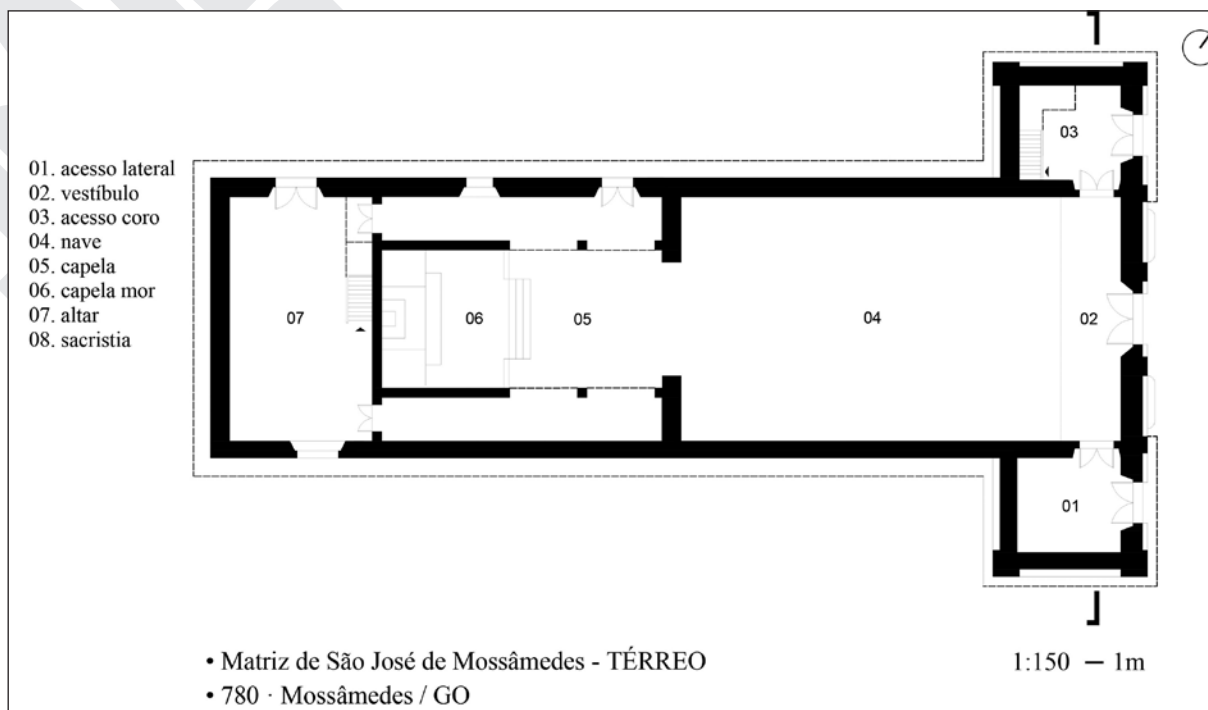 01. acesso lateral
02. vestíbulo
03. acesso coro
04. nave
05. capela
06. capela mor
07. altar
08. sacristia
03
07
06
05
04
02
01
• Matriz de São José de Mossâmedes - TÉRREO
• 780 · Mossâmedes / GO
1:150 – 1m